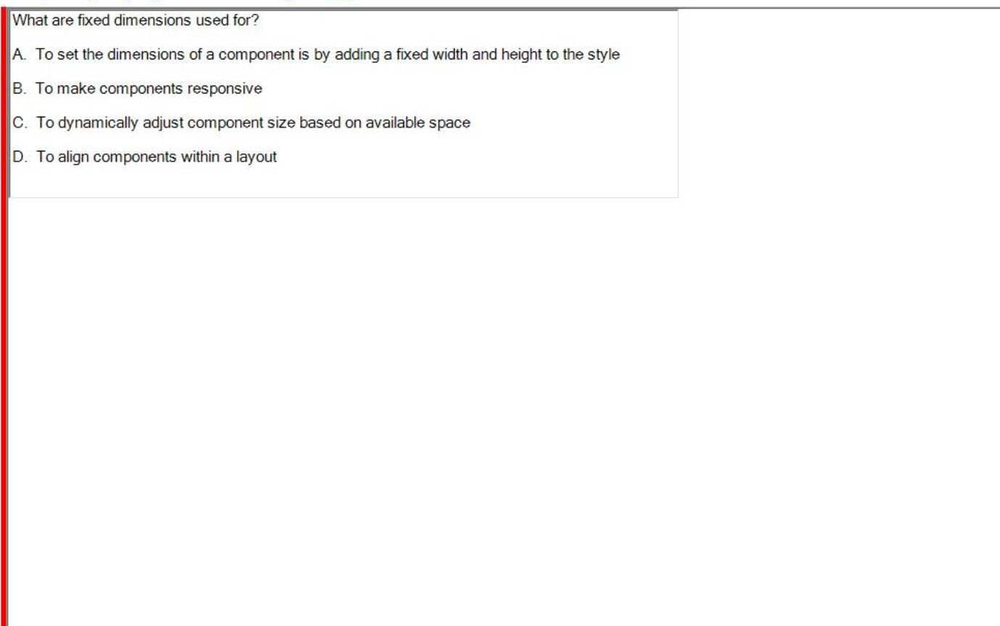 What are fixed dimensions used for?
A. To set the dimensions of a component is by adding a fixed width and height to the style
B. To make components responsive
C. To dynamically adjust component size based on available space
D. To align components within a layout